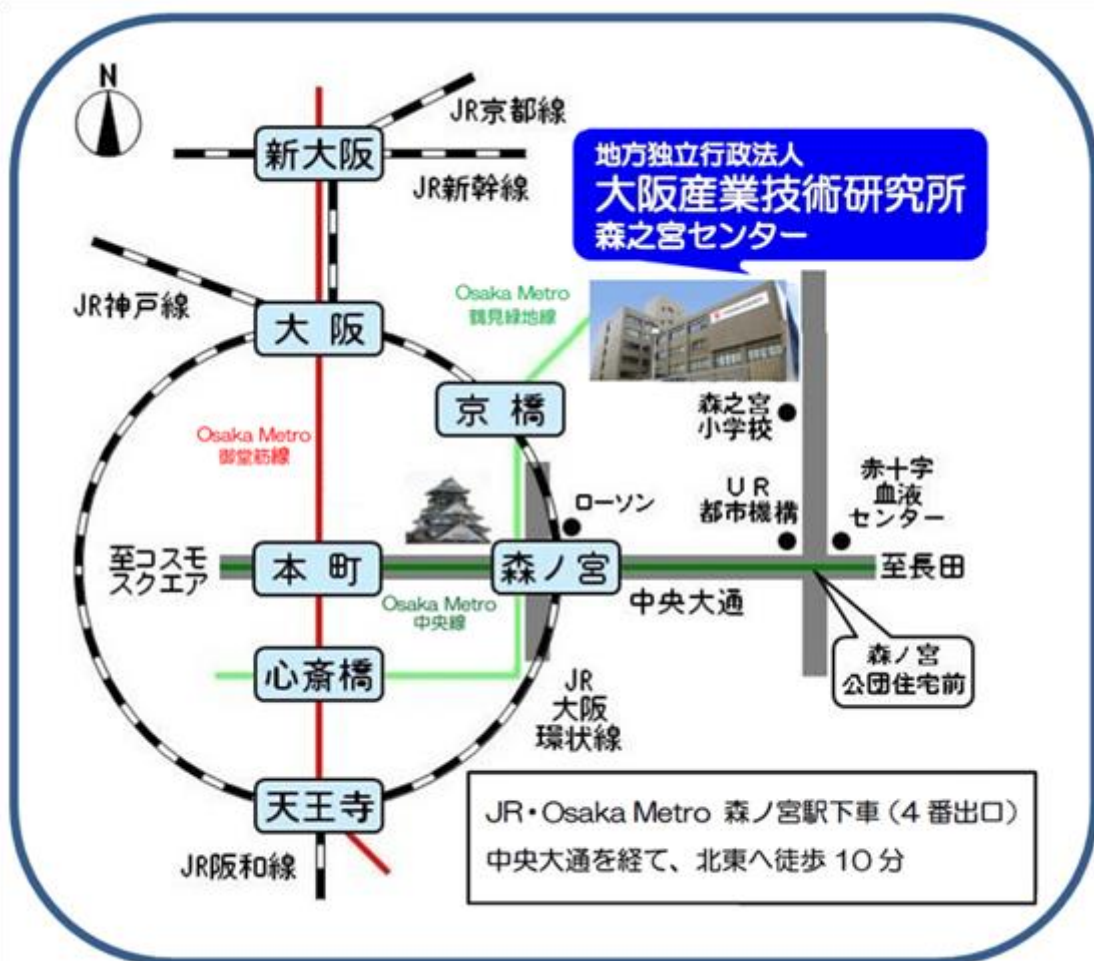 N
JR京都線
新大阪
JR新幹線
地方独立行政法人
大阪産業技術研究所
森之宮センター
JR神戸線
大阪
Osaka Metro
鶴見緑地線
京橋
森之宮
小学校
Osaka Metro
御堂筋線
ローソン
UR
都市機構
赤十字
血液
センター
至コスモ
スクエア
本町
森ノ宮
至長田
Osaka Metro
中央線
中央大通
心斎橋
森ノ宮
公団住宅前
JR
大阪
環状線
天王寺
JR阪和線
JR・Osaka Metro 森ノ宮駅下車(4番出口)
中央大通を経て、北東へ徒歩10分